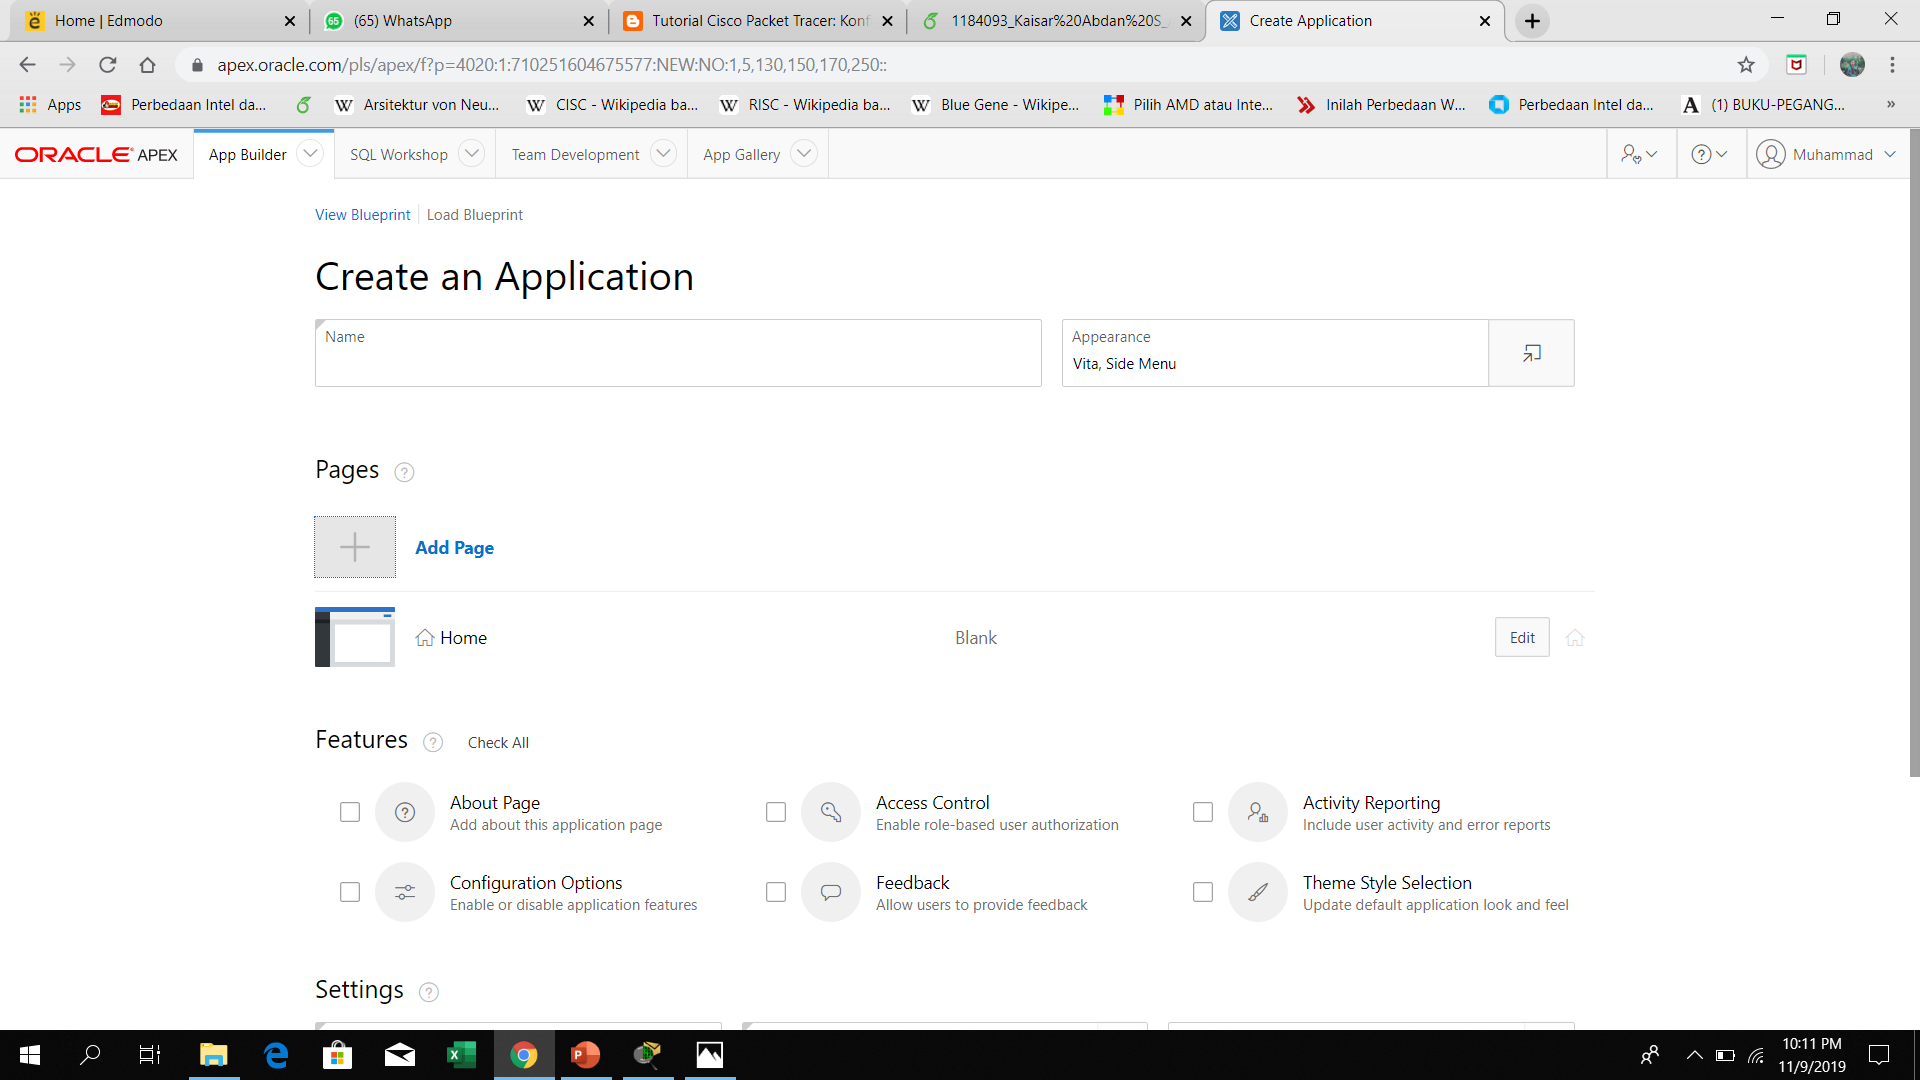 Home | Edmodo
(65) WhatsApp
Tutorial Cisco Packet Tracer: Konf
1184093_Kaisar%20Abdan%20S_
Create Application
apex.oracle.com/pls/apex/f?p=4020:1:710251604675577:NEW:NO:1,5,130,150,170,250::
Apps
Perbedaan Intel da...
Arsitektur von Neu...
CISC - Wikipedia ba...
RISC - Wikipedia ba...
Blue Gene - Wikipe...
Pilih AMD atau Inte...
Inilah Perbedaan W...
Perbedaan Intel da...
(1) BUKU-PEGANG...
»
ORACLE APEX
App Builder
SQL Workshop
Team Development
App Gallery
Muhammad
View Blueprint
Load Blueprint
Create an Application
Name
Appearance
Vita, Side Menu
Pages
Add Page
Home
Blank
Edit
Features
Check All
About Page
Add about this application page
Access Control
Enable role-based user authorization
Activity Reporting
Include user activity and error reports
Configuration Options
Enable or disable application features
Feedback
Allow users to provide feedback
Theme Style Selection
Update default application look and feel
Settings
10:11 PM
11/9/2019